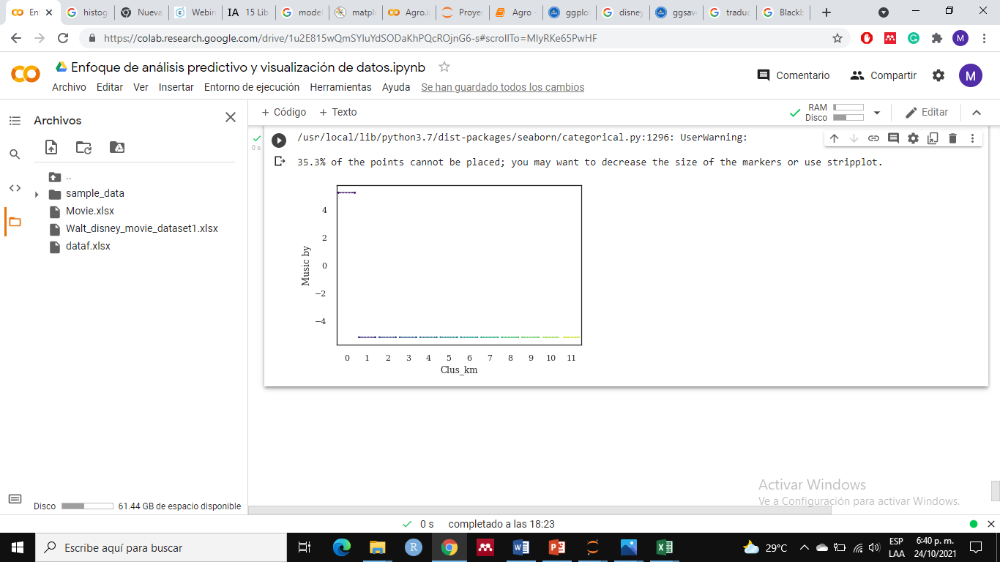 En
histog
Nueva
Webin
IA 15 Lib
model
matpl
Agro.i
Proye
Agro -
ggplo
disney
ggsav
traduc
Blackb
https://colab.research.google.com/drive/1u2E815wQmSYluYdSODaKhPQcROjnG6-s#scrollTo=MlyRKe65PwHF
M
Enfoque de análisis predictivo y visualización de datos.ipynb
Comentario
Compartir
M
Archivo Editar Ver Insertar Entorno de ejecución Herramientas Ayuda Se han guardado todos los cambios
Archivos
+ Código + Texto
RAM
Disco
Editar
..
sample_data
Movie.xlsx
Walt_disney_movie_dataset1.xlsx
dataf.xlsx
0 s
/usr/local/lib/python3.7/dist-packages/seaborn/categorical.py:1296: UserWarning:
35.3% of the points cannot be placed; you may want to decrease the size of the markers or use stripplot.
4
2
0
−2
−4
Music by
0 1 2 3 4 5 6 7 8 9 10 11
Clus_km
Activar Windows
Ve a Configuración para activar Windows.
Disco 61.44 GB de espacio disponible
0 s completado a las 18:23
Escribe aquí para buscar
R
29°C
ESP
LAA
6:40 p. m.
24/10/2021